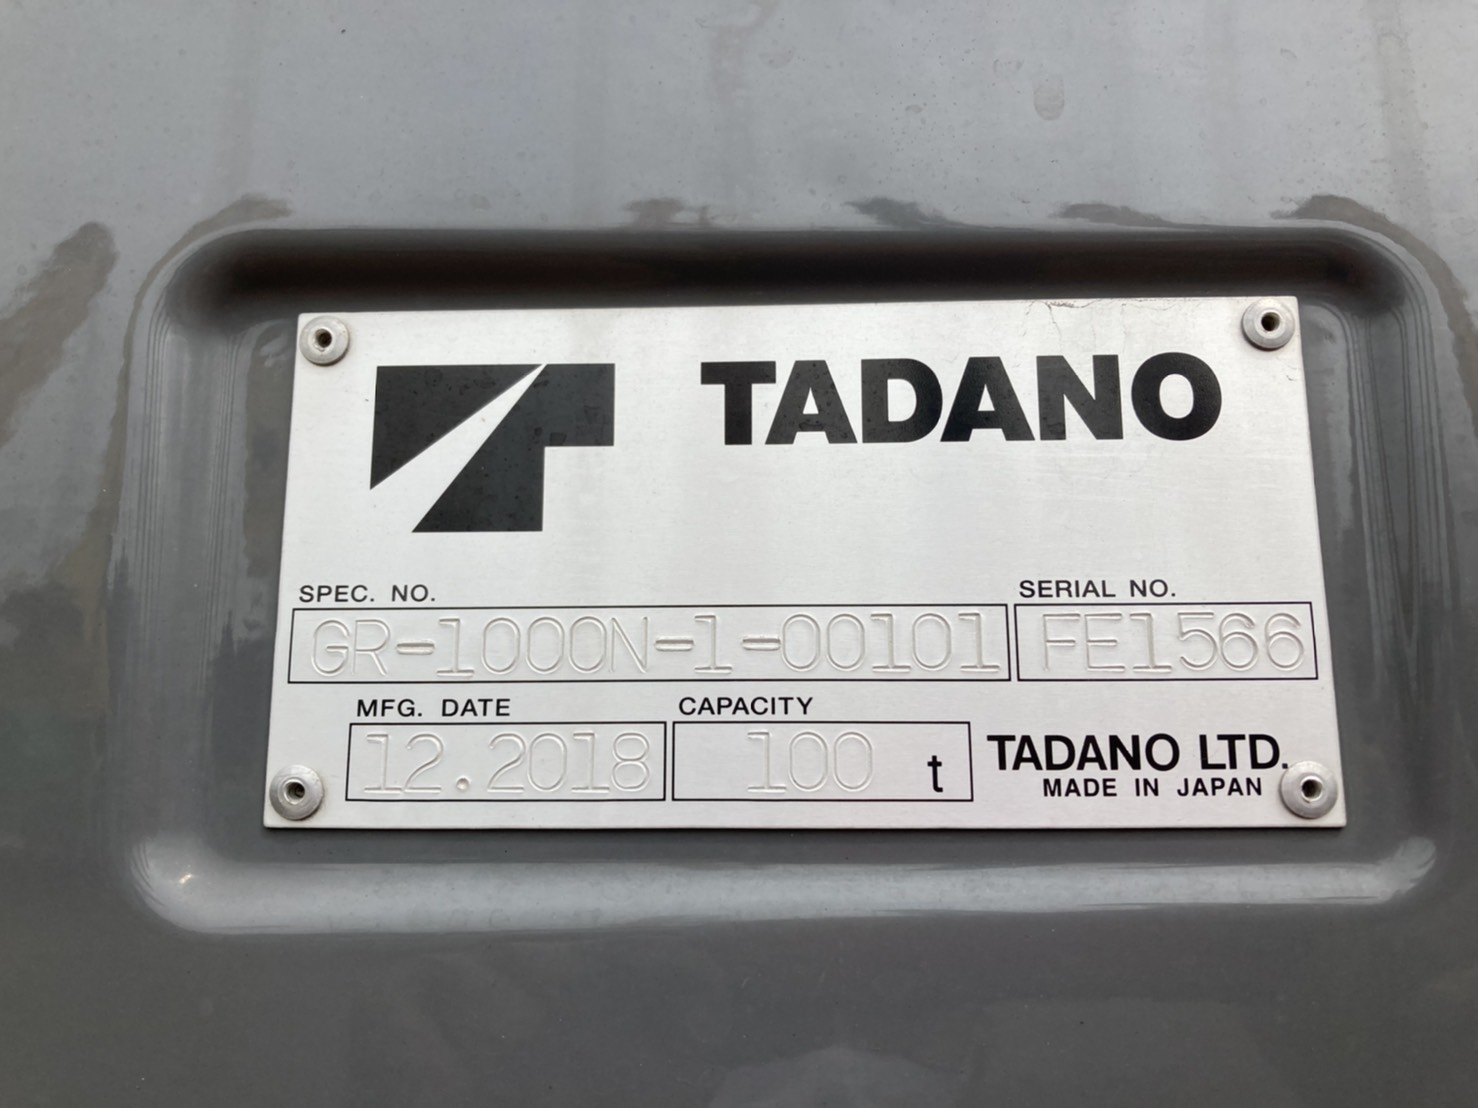 TADANO
SPEC. NO.
GR-1000N-1-00101
SERIAL NO.
FE1566
MFG. DATE
12.2018
CAPACITY
100 t
TADANO LTD.
MADE IN JAPAN